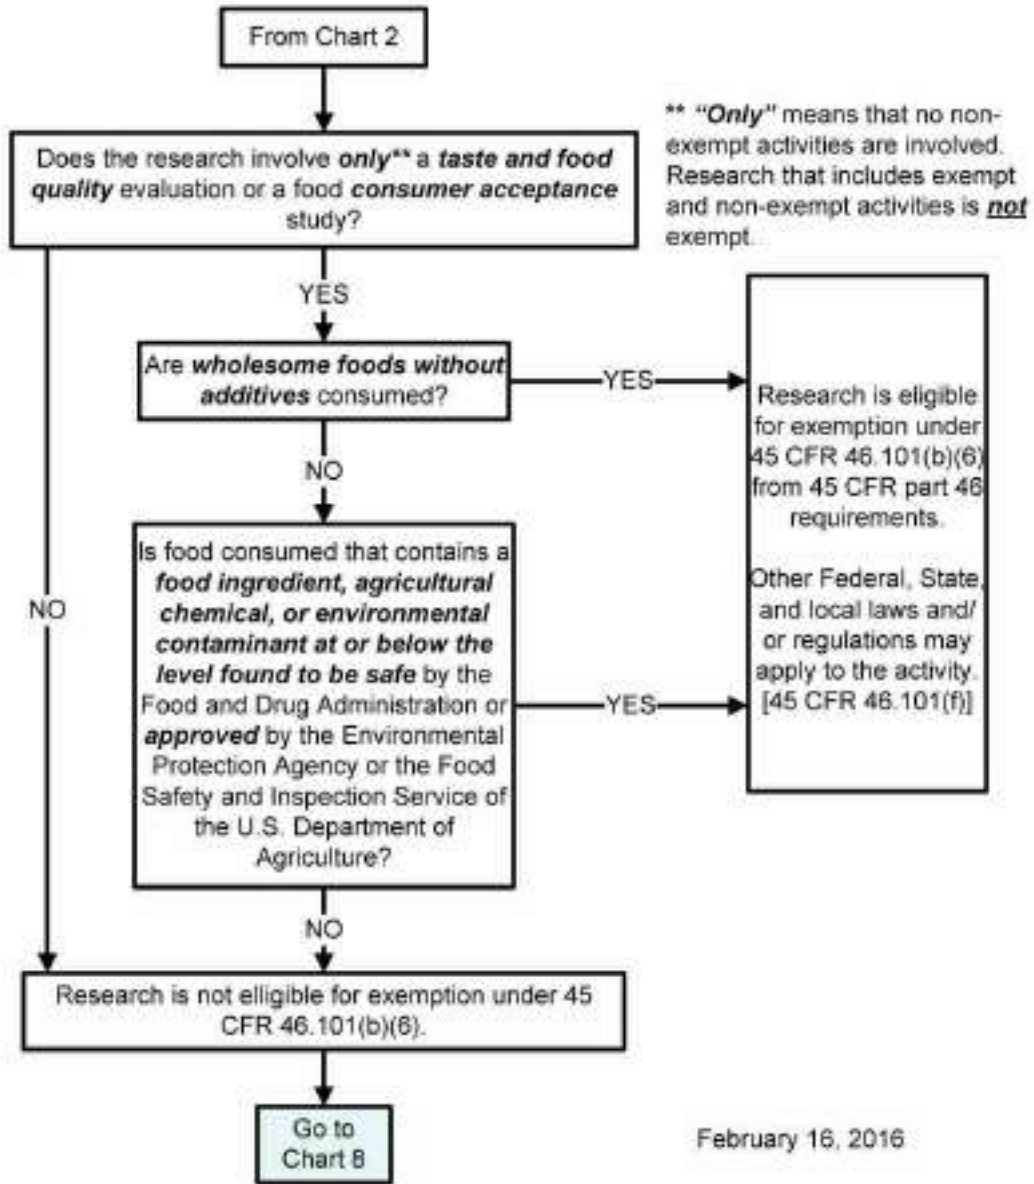 From Chart 2
** "Only" means that no non-
exempt activities are involved.
Research that includes exempt
and non-exempt activities is not
exempt.
Does the research involve only** a taste and food
quality evaluation or a food consumer acceptance
study?
YES
Are wholesome foods without
additives consumed?
YES
Research is eligible
for exemption under
45 CFR 46.101(b)(6)
from 45 CFR part 46
requirements.
Other Federal, State,
and local laws and/
or regulations may
apply to the activity.
[45 CFR 46.101(f)]
NO
Is food consumed that contains a
food ingredient, agricultural
chemical, or environmental
contaminant at or below the
level found to be safe by the
Food and Drug Administration or
approved by the Environmental
Protection Agency or the Food
Safety and Inspection Service of
the U.S. Department of
Agriculture?
YES
NO
NO
Research is not elligible for exemption under 45
CFR 46.101(b)(6).
Go to
Chart 8
February 16, 2016